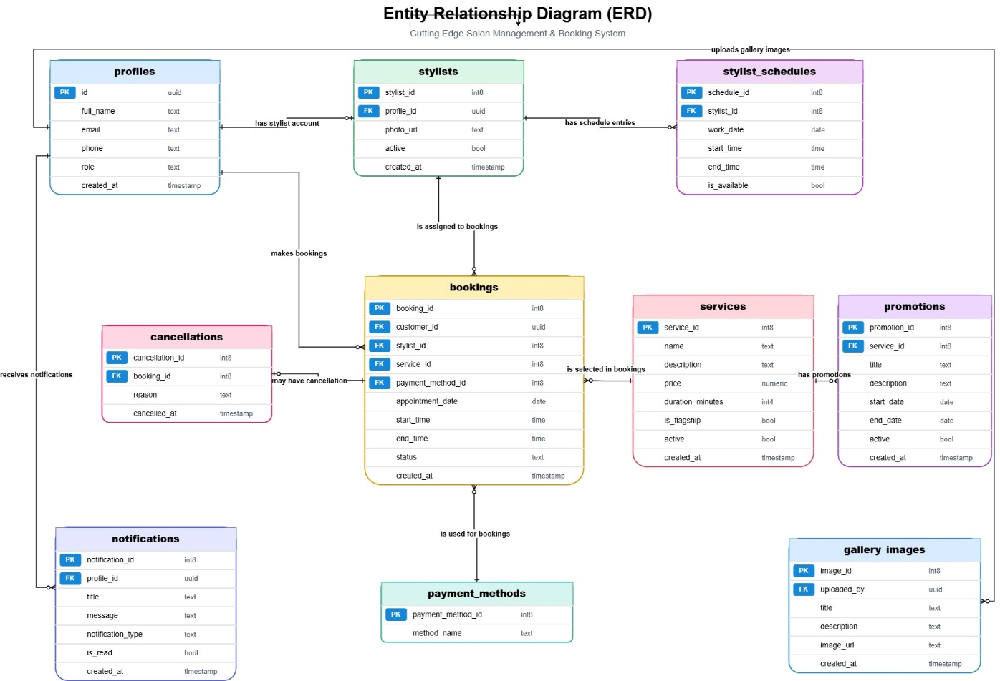 Entity Relationship Diagram (ERD)
Cutting Edge Salon Management & Booking System
uploads gallery images
profiles
PK id uuid
full_name text
email text
phone text
role text
created_at timestamp
has stylist account
stylists
PK stylist_id int8
FK profile_id uuid
photo_url text
active bool
created_at timestamp
has schedule entries
stylist_schedules
PK schedule_id int8
FK stylist_id int8
work_date date
start_time time
end_time time
is_available bool
is assigned to bookings
makes bookings
bookings
PK booking_id int8
FK customer_id uuid
FK stylist_id int8
FK service_id int8
FK payment_method_id int8
appointment_date date
start_time time
end_time time
status text
created_at timestamp
cancellations
PK cancellation_id int8
FK booking_id int8
reason text
cancelled_at timestamp
may have cancellation
receives notifications
is selected in bookings
services
PK service_id int8
name text
description text
price numeric
duration_minutes int4
is_flagship bool
active bool
created_at timestamp
has promotions
promotions
PK promotion_id int8
FK service_id int8
title text
description text
start_date date
end_date date
active bool
created_at timestamp
is used for bookings
notifications
PK notification_id int8
FK profile_id uuid
title text
message text
notification_type text
is_read bool
created_at timestamp
payment_methods
PK payment_method_id int8
method_name text
gallery_images
PK image_id int8
FK uploaded_by uuid
title text
description text
image_url text
created_at timestamp